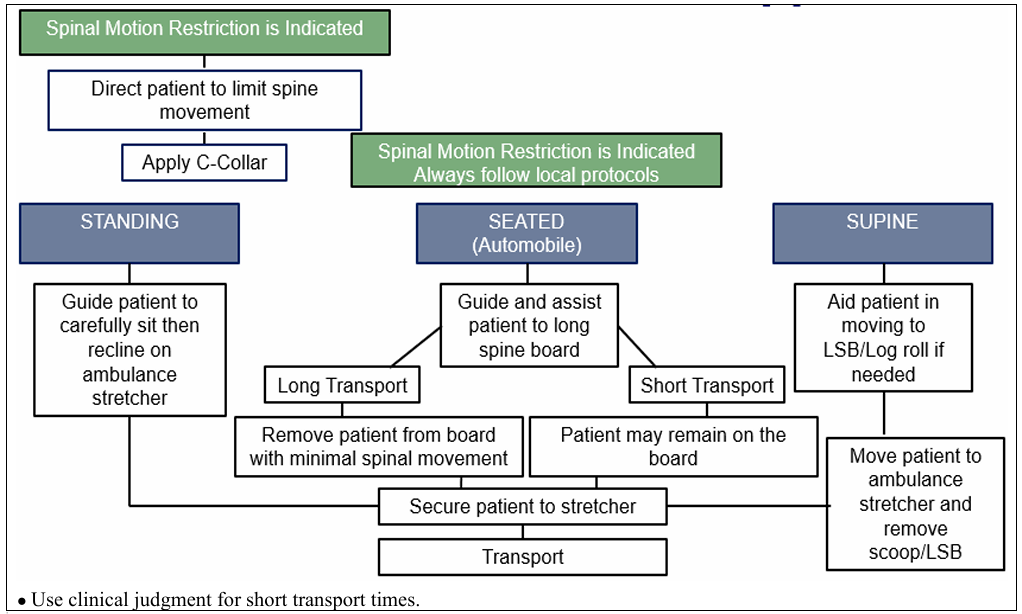 Spinal Motion Restriction is Indicated
Direct patient to limit spine
movement
Apply C-Collar
Spinal Motion Restriction is Indicated
Always follow local protocols
STANDING
Guide patient to
carefully sit then
recline on
ambulance
stretcher
SEATED
(Automobile)
Guide and assist
patient to long
spine board
Long Transport
Remove patient from board
with minimal spinal movement
Short Transport
Patient may remain on the
board
SUPINE
Aid patient in
moving to
LSB/Log roll if
needed
Move patient to
ambulance
stretcher and
remove
scoop/LSB
Secure patient to stretcher
Transport
• Use clinical judgment for short transport times.